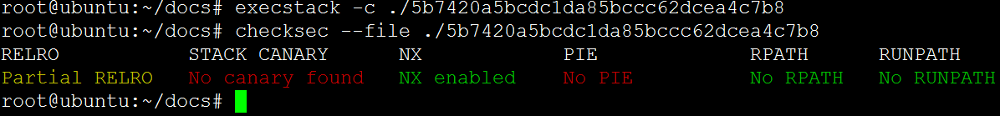 root@ubuntu:~/docs# execstack -c ./5b7420a5bcdc1da85bccc62dcea4c7b8
root@ubuntu:~/docs# checksec --file ./5b7420a5bcdc1da85bccc62dcea4c7b8
RELRO STACK CANARY NX PIE RPATH RUNPATH
Partial RELRO No canary found NX enabled No PIE No RPATH No RUNPATH
root@ubuntu:~/docs#